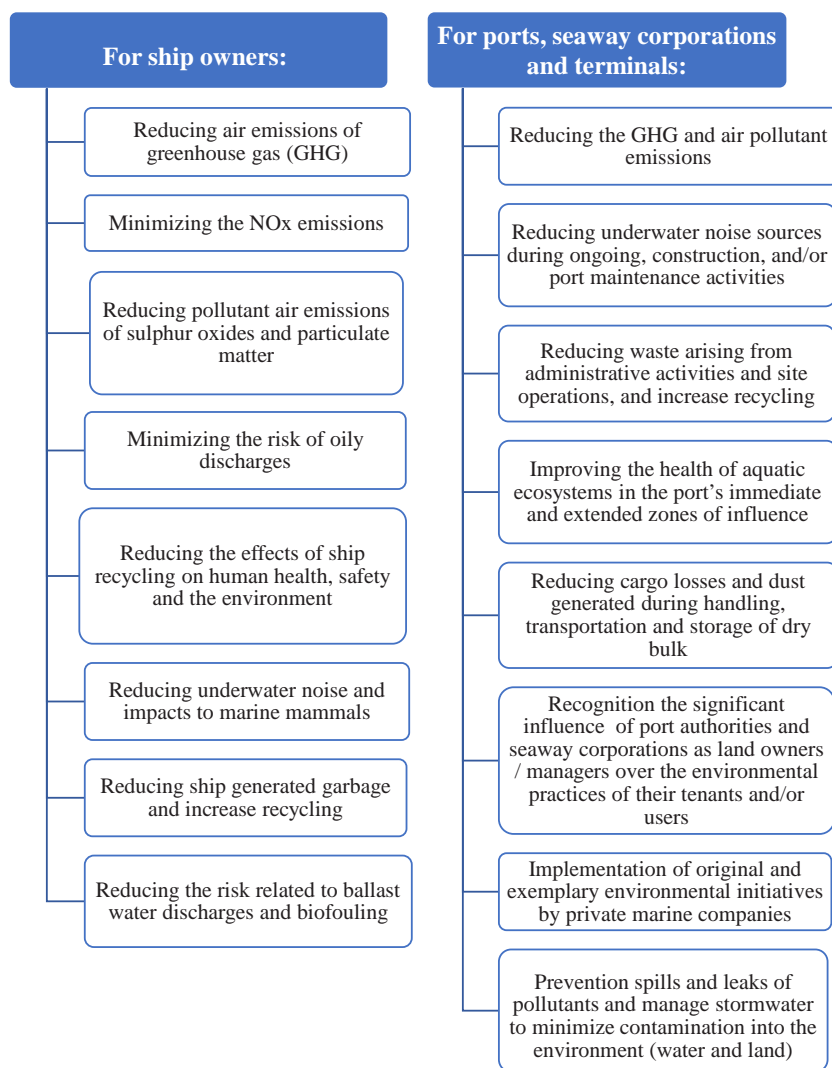 For ship owners:
Reducing air emissions of
greenhouse gas (GHG)
Minimizing the NOx emissions
Reducing pollutant air emissions
of sulphur oxides and particulate
matter
Minimizing the risk of oily
discharges
Reducing the effects of ship
recycling on human health, safety
and the environment
Reducing underwater noise and
impacts to marine mammals
Reducing ship generated garbage
and increase recycling
Reducing the risk related to ballast
water discharges and biofouling
For ports, seaway corporations
and terminals:
Reducing the GHG and air pollutant
emissions
Reducing underwater noise sources
during ongoing, construction, and/or
port maintenance activities
Reducing waste arising from
administrative activities and site
operations, and increase recycling
Improving the health of aquatic
ecosystems in the port's immediate
and extended zones of influence
Reducing cargo losses and dust
generated during handling,
transportation and storage of dry
bulk
Recognition the significant
influence of port authorities and
seaway corporations as land owners
/ managers over the environmental
practices of their tenants and/or
users
Implementation of original and
exemplary environmental initiatives
by private marine companies
Prevention spills and leaks of
pollutants and manage stormwater
to minimize contamination into the
environment (water and land)